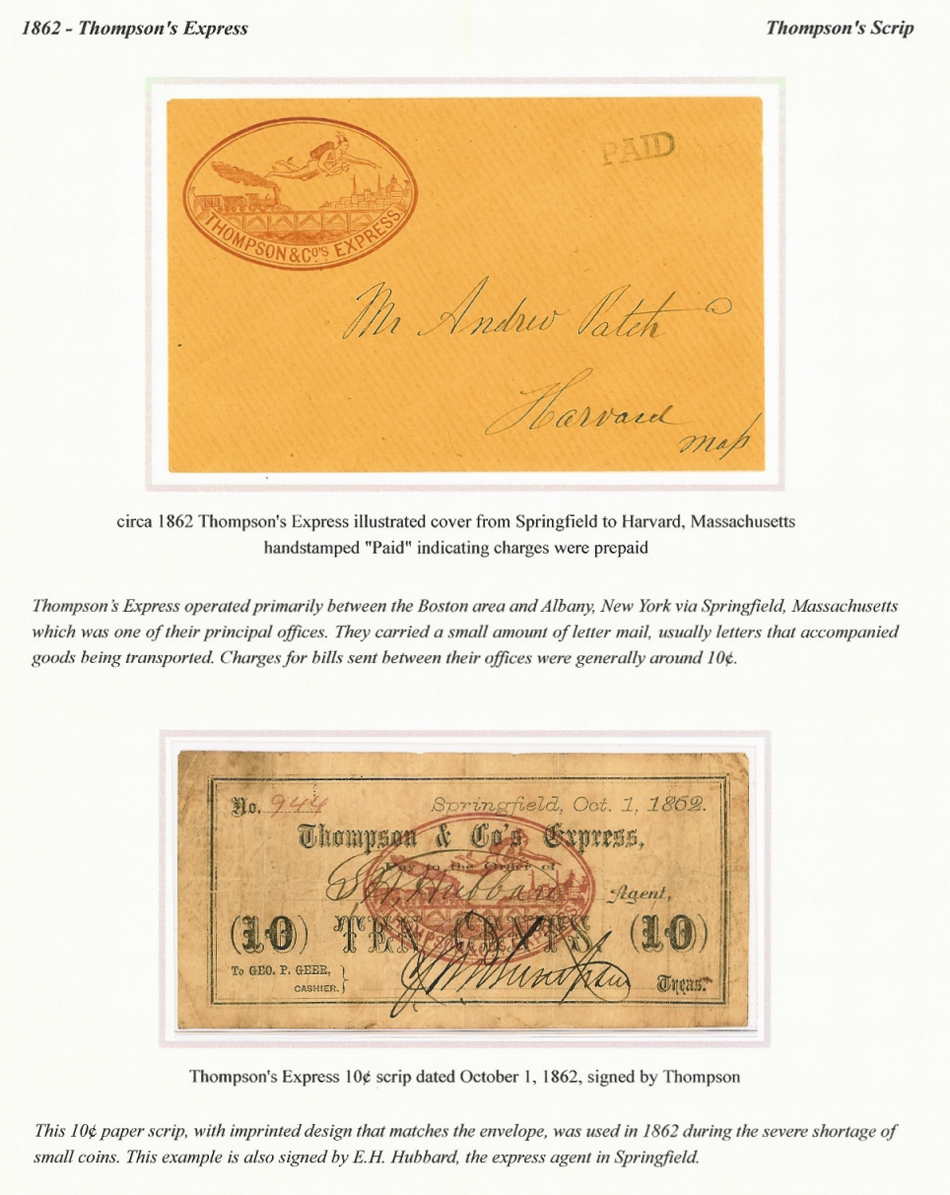 1862 - Thompson's Express
Thompson's Scrip
THOMPSON & CO'S EXPRESS.
PAID
Mr Andrew Patch
Harvard
Mass
circa 1862 Thompson's Express illustrated cover from Springfield to Harvard, Massachusetts
handstamped "Paid" indicating charges were prepaid
Thompson's Express operated primarily between the Boston area and Albany, New York via Springfield, Massachusetts
which was one of their principal offices. They carried a small amount of letter mail, usually letters that accompanied
goods being transported. Charges for bills sent between their offices were generally around 10¢.
No. 944 Springfield, Oct. 1, 1862.
Thompson & Co's Express,
Pay to the Order of
Hubbard Agent,
(10) TEN CENTS (10)
To GEO. P. GEER,
CASHIER.
Treas.
Thompson's Express 10¢ scrip dated October 1, 1862, signed by Thompson
This 10¢ paper scrip, with imprinted design that matches the envelope, was used in 1862 during the severe shortage of
small coins. This example is also signed by E.H. Hubbard, the express agent in Springfield.